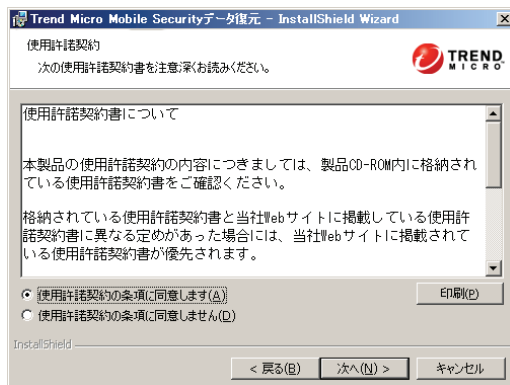 Trend Micro Mobile Securityデータ復元 - InstallShield Wizard
使用許諾契約
次の使用許諾契約書を注意深くお読みください。
TREND
MICRO
使用許諾契約書について
本製品の使用許諾契約の内容につきましては、製品CD-ROM内に格納され
ている使用許諾契約書をご確認ください。
格納されている使用許諾契約書と当社Webサイトに掲載している使用許
諾契約書に異なる定めがあった場合には、当社Webサイトに掲載されて
いる使用許諾契約書が優先されます。
使用許諾契約の条項に同意します(A)
印刷(P)
使用許諾契約の条項に同意しません(D)
InstallShield
< 戻る(B)
次へ(N) >
キャンセル